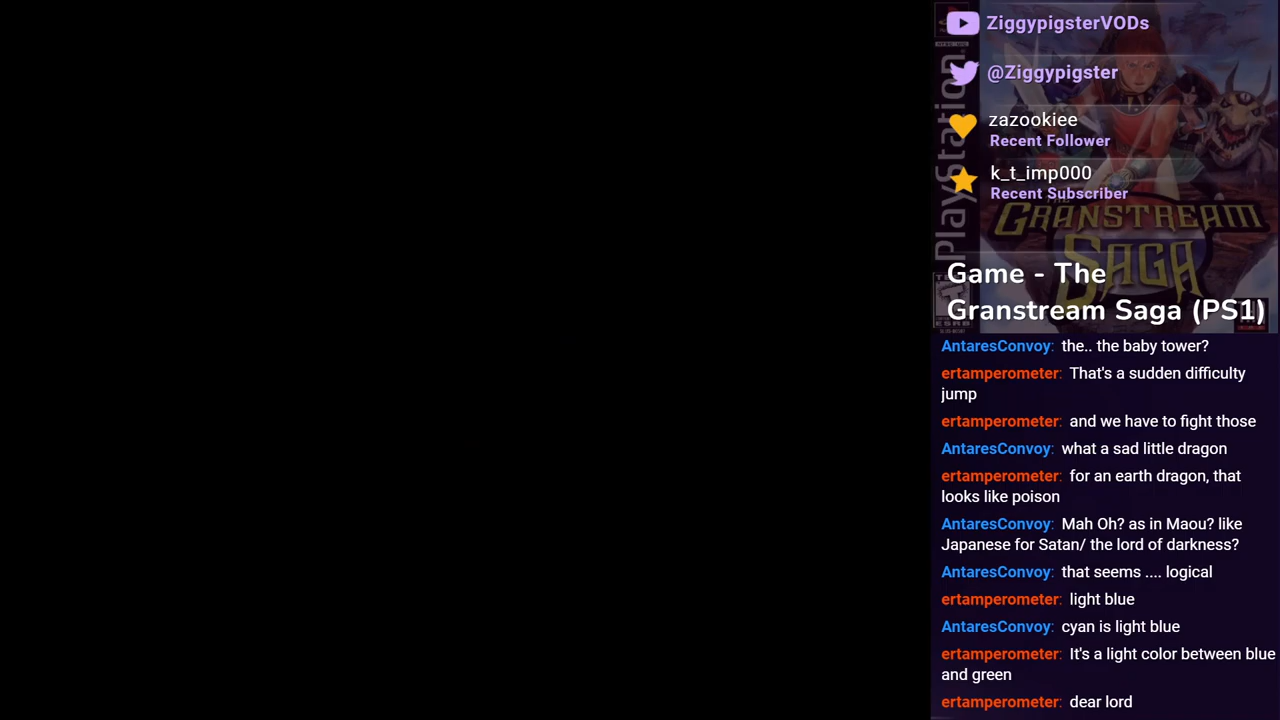 ZiggypigsterVODs
@Ziggypigster
zazookiee
Recent Follower
k_t_imp000
Recent Subscriber
PlayStation
GRANSTREAM
SAGA
Game - The
Granstream Saga (PS1)
AntaresConvoy: the.. the baby tower?
ertamperometer: That's a sudden difficulty
jump
ertamperometer: and we have to fight those
AntaresConvoy: what a sad little dragon
ertamperometer: for an earth dragon, that
looks like poison
AntaresConvoy: Mah Oh? as in Maou? like
Japanese for Satan/ the lord of darkness?
AntaresConvoy: that seems .... logical
ertamperometer: light blue
AntaresConvoy: cyan is light blue
ertamperometer: It's a light color between blue
and green
ertamperometer: dear lord